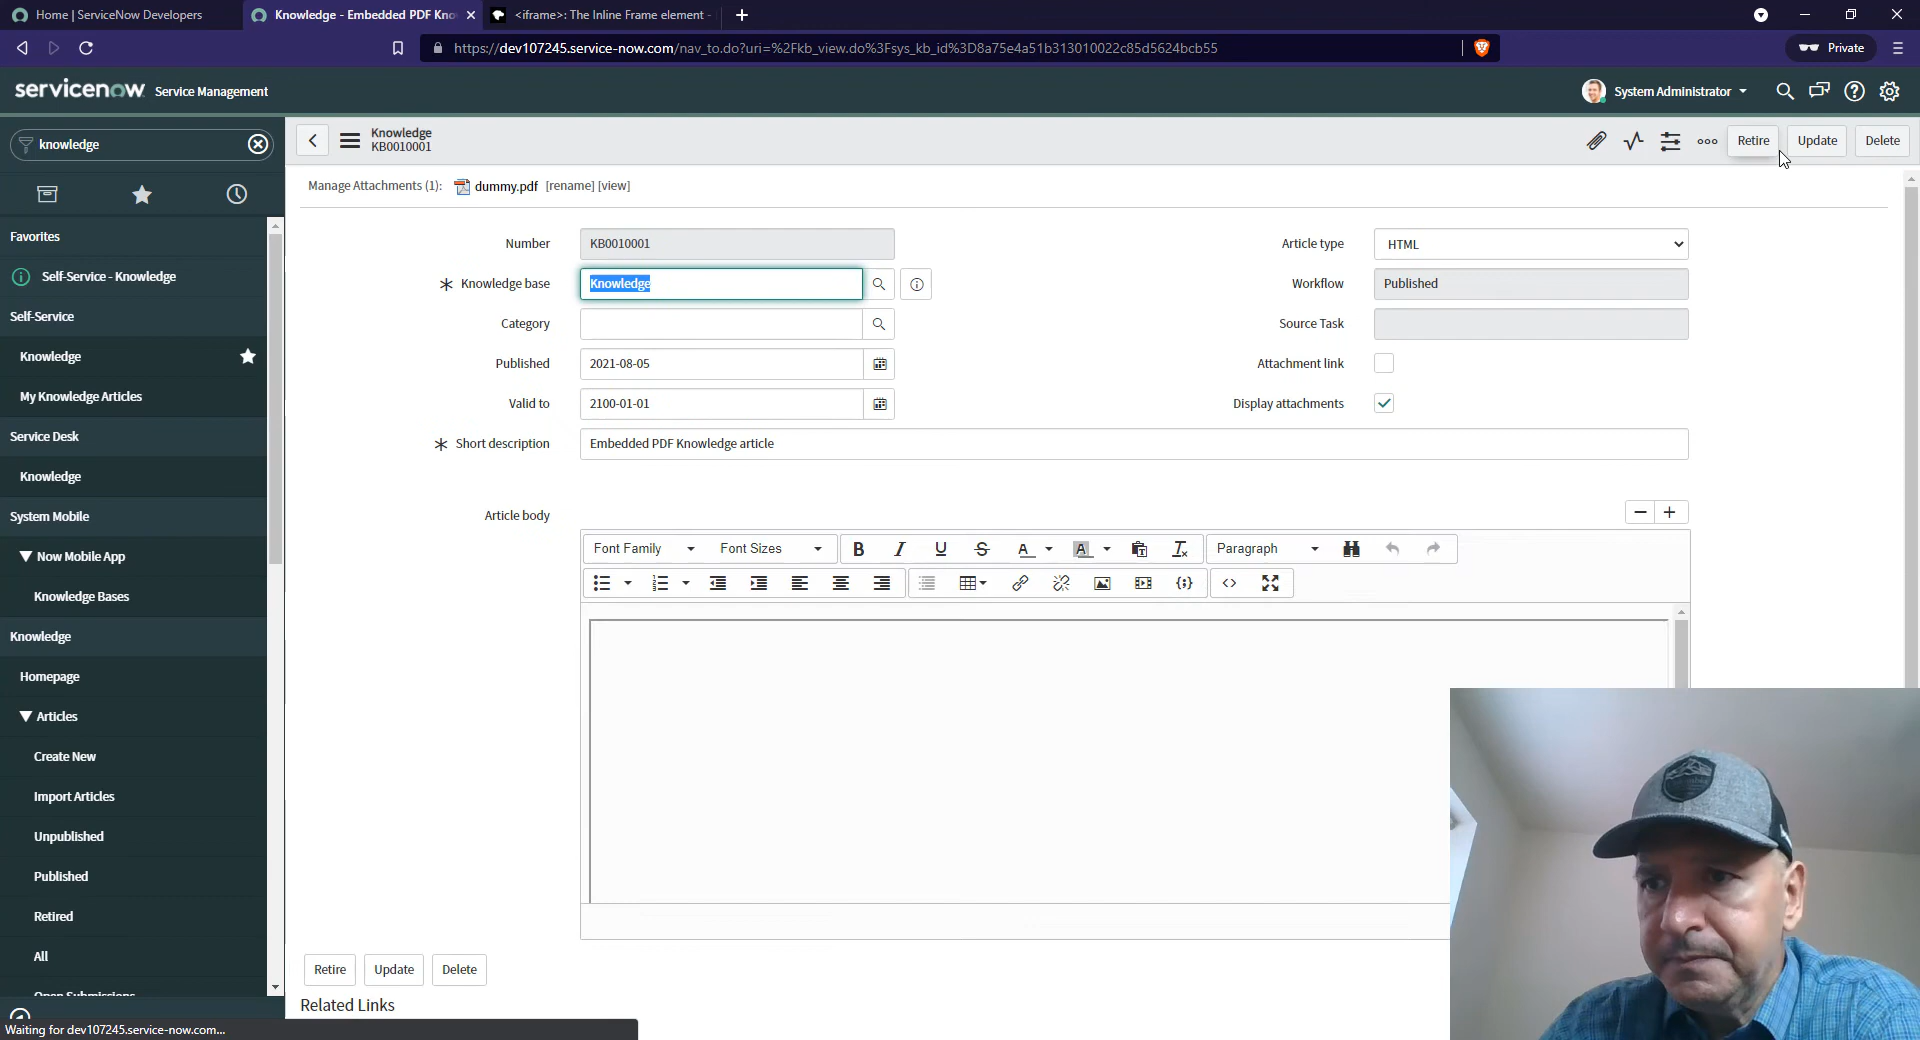 Home | ServiceNow Developers
Knowledge - Embedded PDF Kno
<iframe>: The Inline Frame element -
https://dev107245.service-now.com/nav_to.do?uri=%2Fkb_view.do%3Fsys_kb_id%3D8a75e4a51b313010022c85d5624bcb55
Private
servicenow Service Management
System Administrator
knowledge
Knowledge
KB0010001
Retire
Update
Delete
Manage Attachments (1): dummy.pdf [rename] [view]
Favorites
Self-Service - Knowledge
Self-Service
Knowledge
My Knowledge Articles
Service Desk
Knowledge
System Mobile
Now Mobile App
Knowledge Bases
Knowledge
Homepage
Articles
Create New
Import Articles
Unpublished
Published
Retired
All
Open Submissions
Number KB0010001
Knowledge base Knowledge
Category
Published 2021-08-05
Valid to 2100-01-01
Short description Embedded PDF Knowledge article
Article type HTML
Workflow Published
Source Task
Attachment link
Display attachments
Article body
Font Family Font Sizes B I U S A A Paragraph
Retire Update Delete
Related Links
Waiting for dev107245.service-now.com...